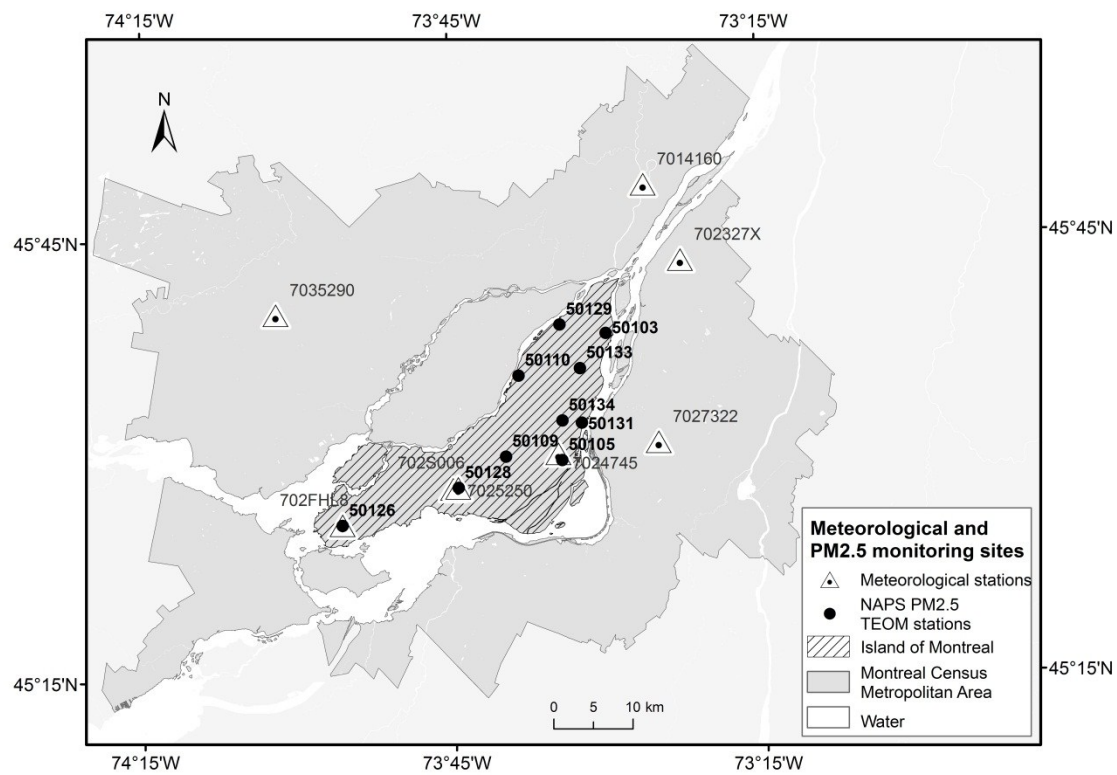 74°15'W
73°45'W
73°15'W
N
7014160
45°45'N
45°45'N
702327X
7035290
50129
50103
50133
50110
50134
50131
7027322
50109
50105
702S006
7024745
50128
7025250
702FHL8
50126
Meteorological and
PM2.5 monitoring sites
Meteorological stations
NAPS PM2.5
TEOM stations
Island of Montreal
Montreal Census
Metropolitan Area
Water
45°15'N
45°15'N
0 5 10 km
74°15'W
73°45'W
73°15'W